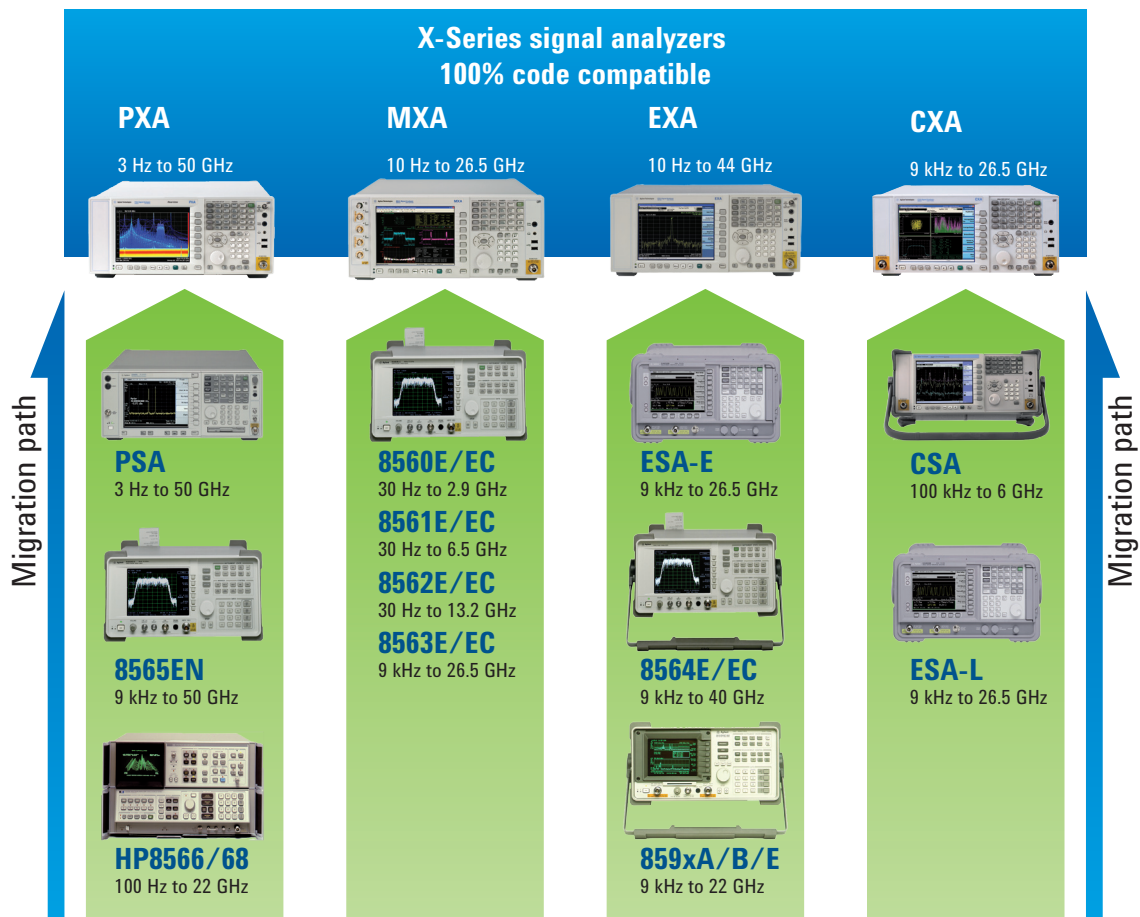 X-Series signal analyzers
100% code compatible
PXA
3 Hz to 50 GHz
MXA
10 Hz to 26.5 GHz
EXA
10 Hz to 44 GHz
CXA
9 kHz to 26.5 GHz
Migration path
PSA
3 Hz to 50 GHz
8565EN
9 kHz to 50 GHz
HP8566/68
100 Hz to 22 GHz
8560E/EC
30 Hz to 2.9 GHz
8561E/EC
30 Hz to 6.5 GHz
8562E/EC
30 Hz to 13.2 GHz
8563E/EC
9 kHz to 26.5 GHz
ESA-E
9 kHz to 26.5 GHz
8564E/EC
9 kHz to 40 GHz
859xA/B/E
9 kHz to 22 GHz
CSA
100 kHz to 6 GHz
ESA-L
9 kHz to 26.5 GHz
Migration path